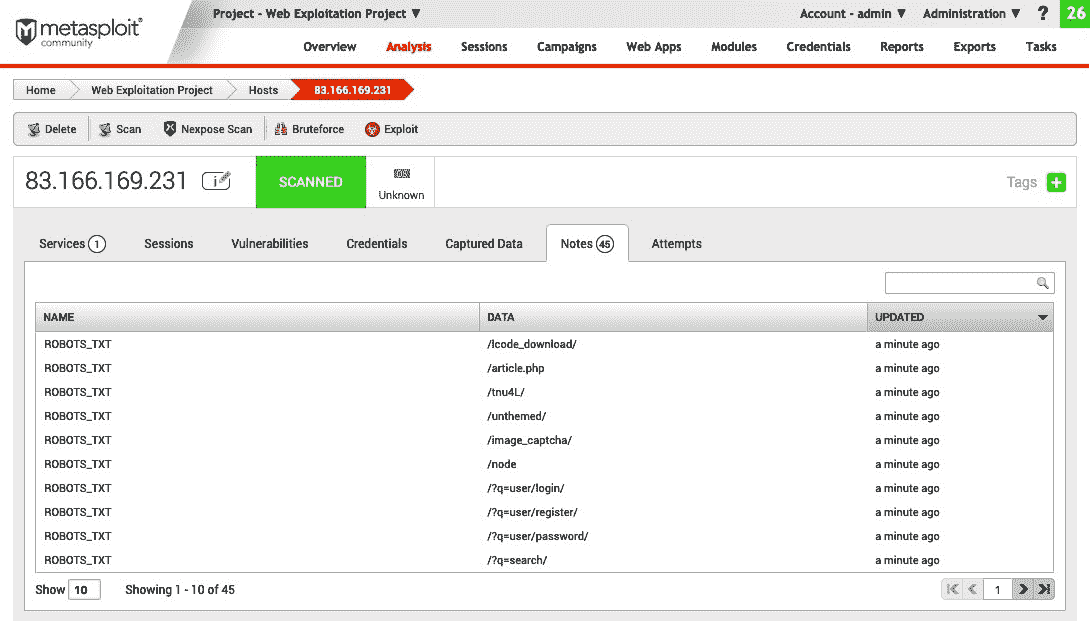 metasploit
community
Project - Web Exploitation Project ▼ Account - admin ▼ Administration ▼ ? 26
Overview Analysis Sessions Campaigns Web Apps Modules Credentials Reports Exports Tasks
Home Web Exploitation Project Hosts 83.166.169.231
Delete Scan Nexpose Scan Bruteforce Exploit
83.166.169.231 SCANNED Unknown Tags
Services 1 Sessions Vulnerabilities Credentials Captured Data Notes 45 Attempts
NAME DATA UPDATED
ROBOTS_TXT /lcode_download/ a minute ago
ROBOTS_TXT /article.php a minute ago
ROBOTS_TXT /tnu4L/ a minute ago
ROBOTS_TXT /unthemed/ a minute ago
ROBOTS_TXT /image_captcha/ a minute ago
ROBOTS_TXT /node a minute ago
ROBOTS_TXT /?q=user/login/ a minute ago
ROBOTS_TXT /?q=user/register/ a minute ago
ROBOTS_TXT /?q=user/password/ a minute ago
ROBOTS_TXT /?q=search/ a minute ago
Show 10 Showing 1 - 10 of 45 1